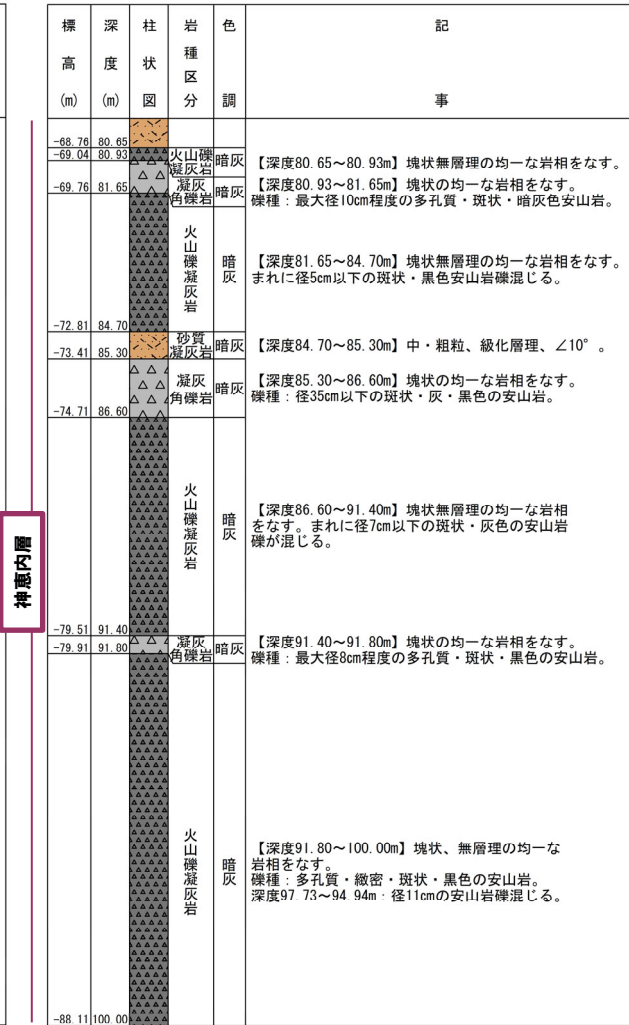 標高(m) 深度(m) 柱状図 岩種区分 色調 記事
-68.76 80.65
-69.04 80.93 火山礫凝灰岩 暗灰 【深度80.65～80.93m】塊状無層理の均一な岩相をなす。
-69.76 81.65 凝灰角礫岩 暗灰 【深度80.93～81.65m】塊状の均一な岩相をなす。
礫種：最大径10cm程度の多孔質・斑状・暗灰色安山岩。
火山礫凝灰岩 暗灰 【深度81.65～84.70m】塊状無層理の均一な岩相をなす。
まれに径5cm以下の斑状・黒色安山岩礫混じる。
-72.81 84.70
-73.41 85.30 砂質凝灰岩 暗灰 【深度84.70～85.30m】中・粗粒、級化層理、∠10°。
凝灰角礫岩 暗灰 【深度85.30～86.60m】塊状の均一な岩相をなす。
礫種：径35cm以下の斑状・灰・黒色の安山岩。
-74.71 86.60
火山礫凝灰岩 暗灰 【深度86.60～91.40m】塊状無層理の均一な岩相
をなす。まれに径7cm以下の斑状・灰色の安山岩
礫が混じる。
神恵内層
-79.51 91.40
-79.91 91.80 凝灰角礫岩 暗灰 【深度91.40～91.80m】塊状の均一な岩相をなす。
礫種：最大径8cm程度の多孔質・斑状・黒色の安山岩。
火山礫凝灰岩 暗灰 【深度91.80～100.00m】塊状、無層理の均一な
岩相をなす。
礫種：多孔質・緻密・斑状・黒色の安山岩。
深度97.73～94.94m：径11cmの安山岩礫混じる。
-88.11 100.00